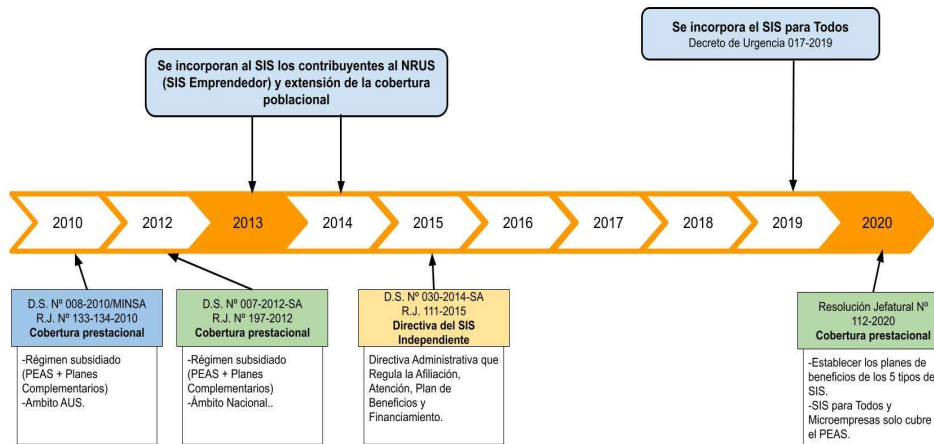 Se incorpora el SIS para Todos
Decreto de Urgencia 017-2019
Se incorporan al SIS los contribuyentes al NRUS
(SIS Emprendedor) y extensión de la cobertura
poblacional
2010
2012
2013
2014
2015
2016
2017
2018
2019
2020
D.S. Nº 008-2010/MINSA
R.J. Nº 133-134-2010
Cobertura prestacional
-Régimen subsidiado
(PEAS + Planes
Complementarios)
-Ambito AUS.
D.S. Nº 007-2012-SA
R.J. Nº 197-2012
Cobertura prestacional
-Régimen subsidiado
(PEAS + Planes
Complementarios)
-Ámbito Nacional..
D.S. Nº 030-2014-SA
R.J. 111-2015
Directiva del SIS
Independiente
Directiva Administrativa que
Regula la Afiliación,
Atención, Plan de
Beneficios y
Financiamiento.
Resolución Jefatural Nº
112-2020
Cobertura prestacional
-Establecer los planes de
beneficios de los 5 tipos de
SIS.
-SIS para Todos y
Microempresas solo cubre
el PEAS.